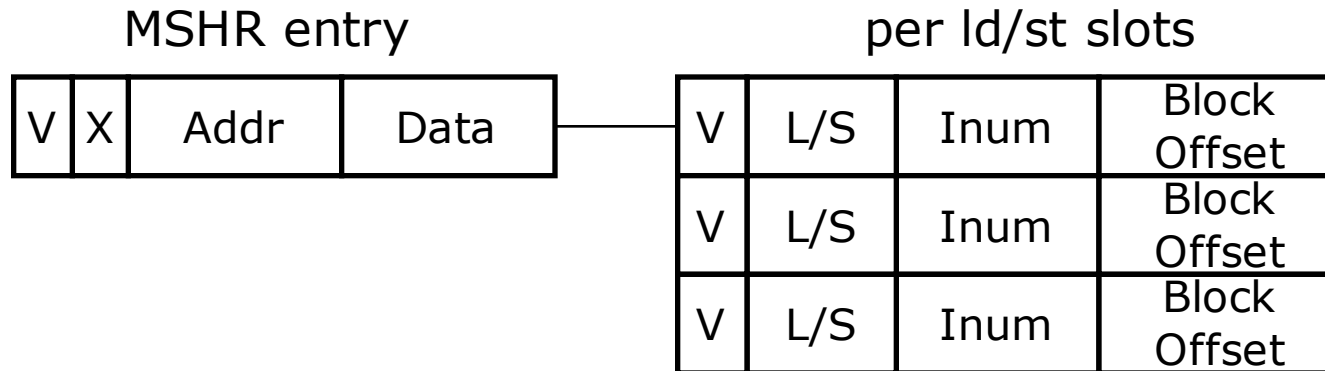 MSHR entry
per ld/st slots
V X Addr Data
V L/S Inum Block
Offset
V L/S Inum Block
Offset
V L/S Inum Block
Offset